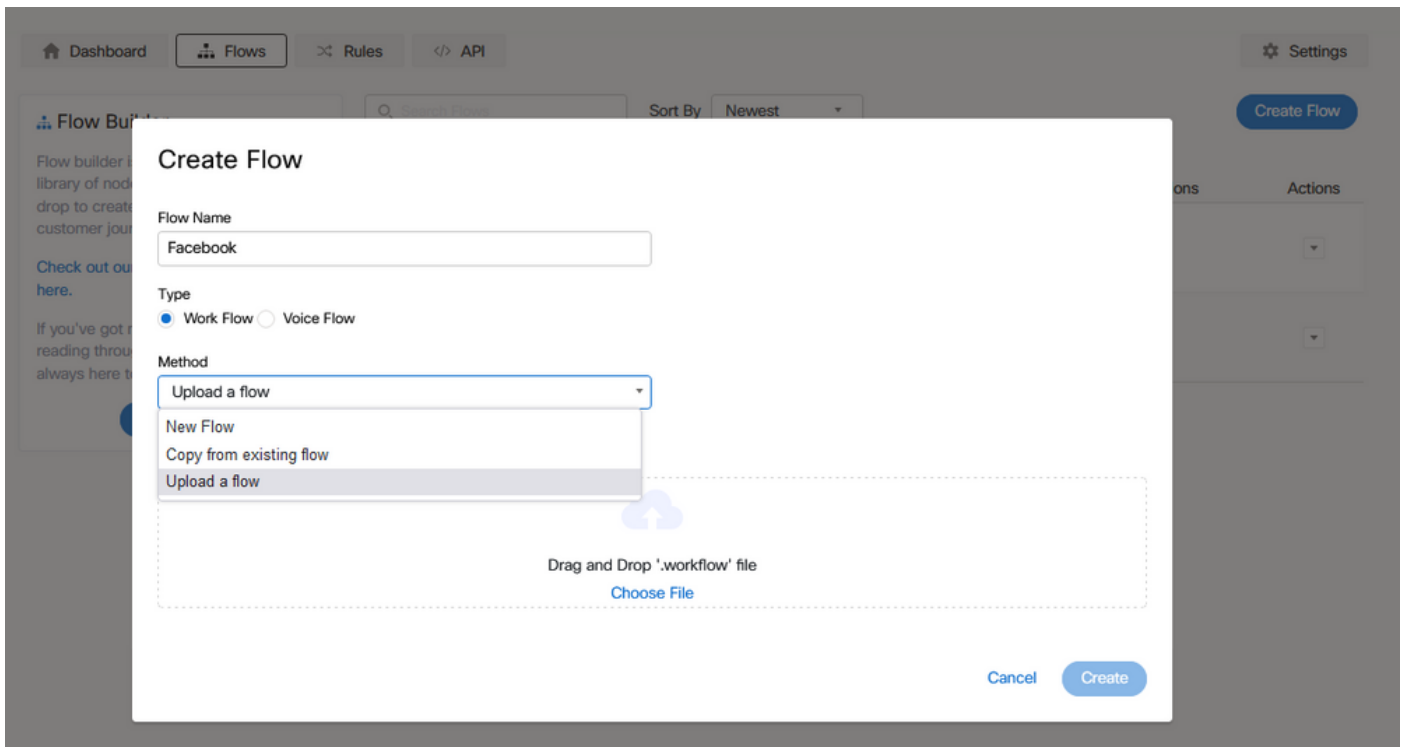 Dashboard
Flows
Rules
</> API
Settings
Flow Buil
Search Flows
Sort By
Newest
Create Flow
Flow builder i
library of nod
drop to create
customer jour
Check out ou
here.
If you've got r
reading throu
always here t
ons
Actions
Create Flow
Flow Name
Facebook
Type
Work Flow
Voice Flow
Method
Upload a flow
New Flow
Copy from existing flow
Upload a flow
Drag and Drop '.workflow' file
Choose File
Cancel
Create